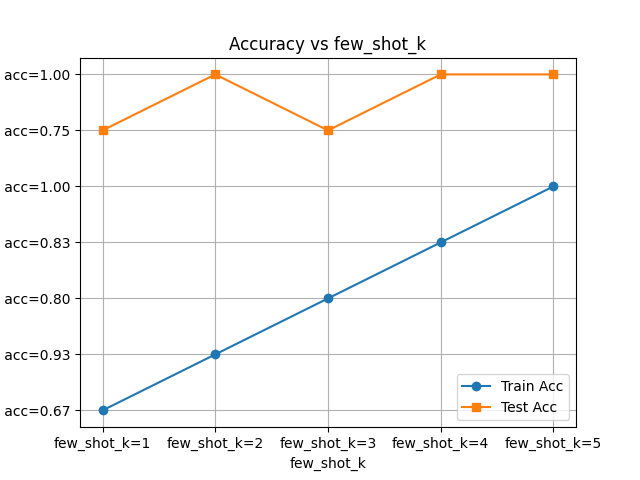 Accuracy vs few_shot_k
acc=1.00
acc=0.75
acc=1.00
acc=0.83
acc=0.80
acc=0.93
acc=0.67
Train Acc
Test Acc
few_shot_k=1 few_shot_k=2 few_shot_k=3 few_shot_k=4 few_shot_k=5
few_shot_k